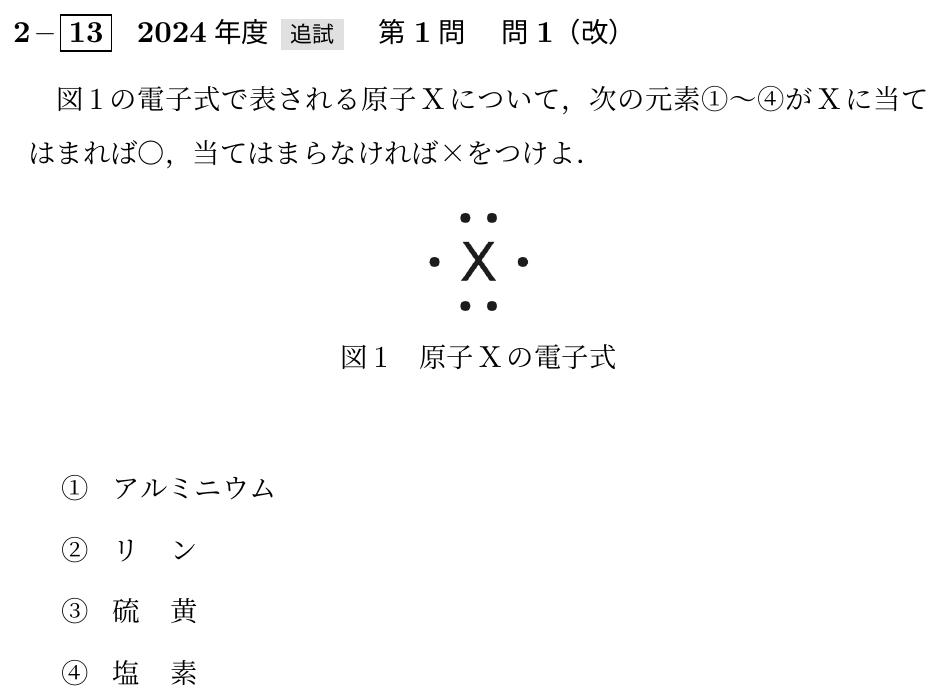 2–13 2024 年度 追試 第 1 問 問 1（改）
図1の電子式で表される原子Xについて，次の元素①～④がXに当て
はまれば○，当てはまらなければ×をつけよ．
X
図1 原子Xの電子式
① アルミニウム
② リン
③ 硫黄
④ 塩素